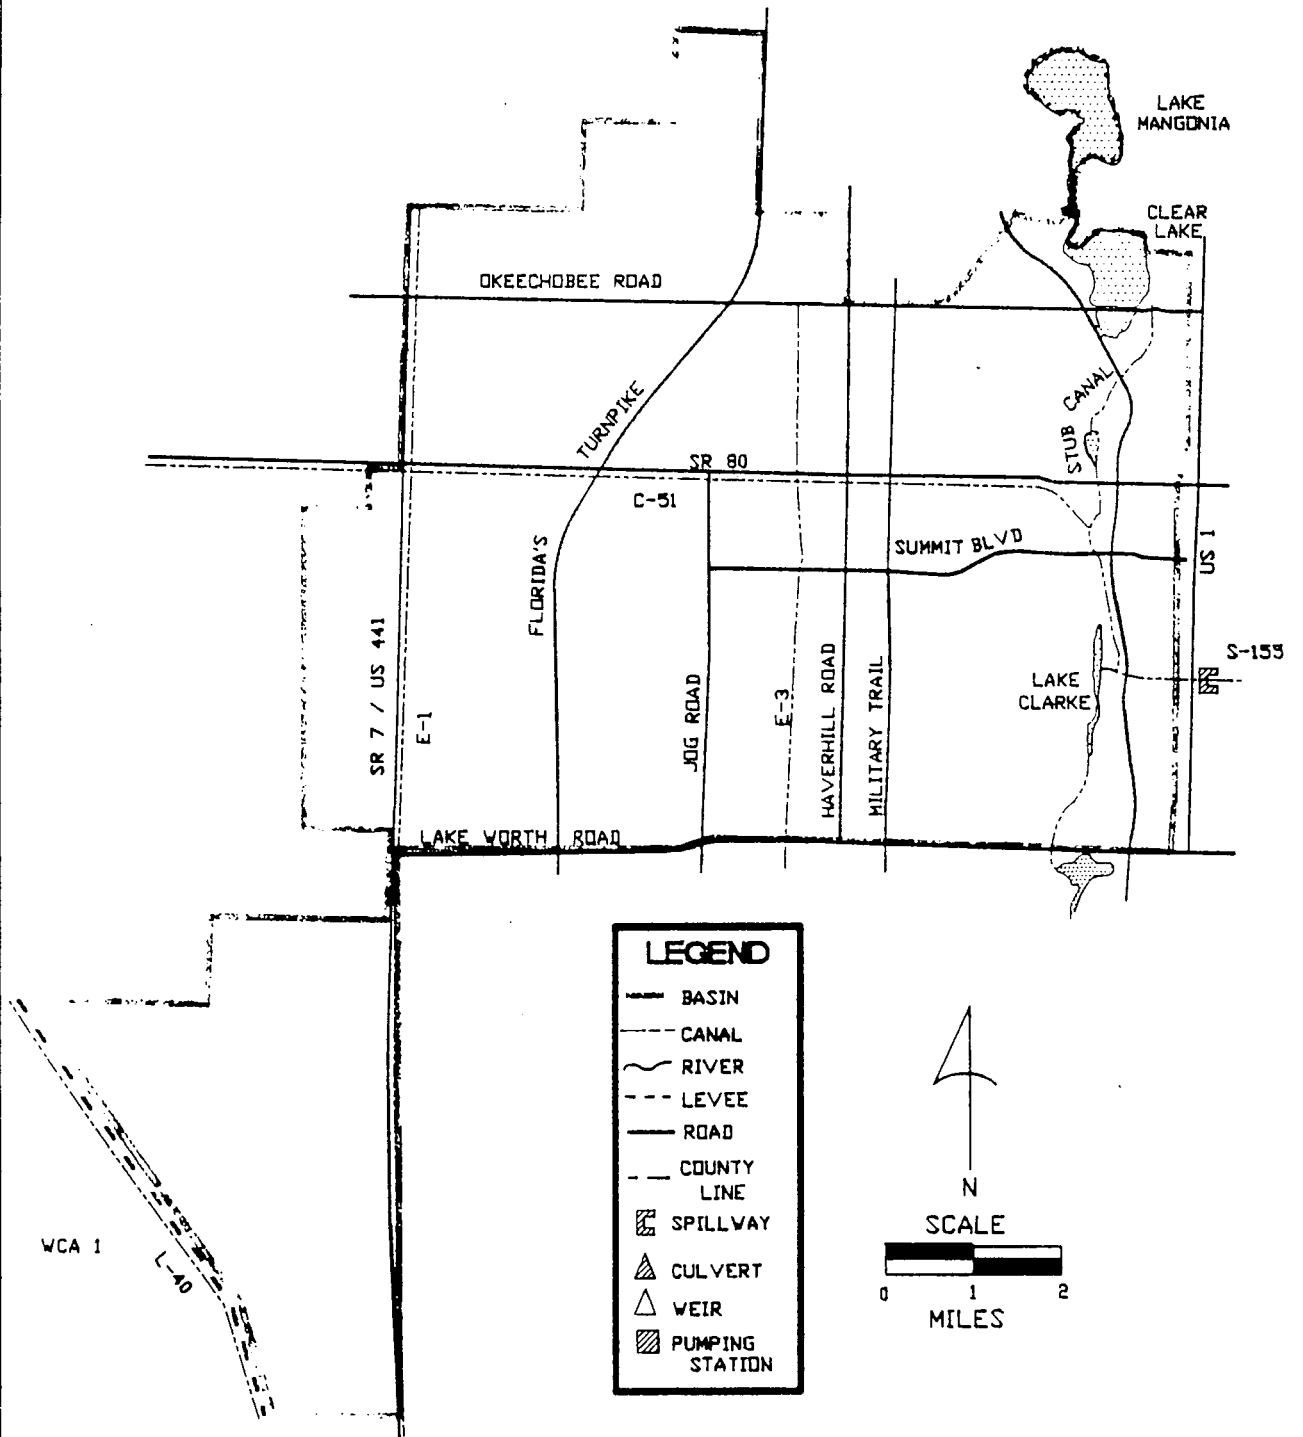 LAKE
MANGONIA
CLEAR
LAKE
OKEECHOBEE ROAD
TURNPIKE
STUB CANAL
SR 80
C-51
SUMMIT BLVD
US 1
FLORIDA'S
SR 7 / US 441
E-1
JOG ROAD
E-3
HAVERHILL ROAD
MILITARY TRAIL
LAKE
CLARKE
S-155
LAKE WORTH ROAD
LEGEND
BASIN
CANAL
RIVER
LEVEE
ROAD
COUNTY
LINE
SPILLWAY
CULVERT
WEIR
PUMPING
STATION
N
SCALE
0 1 2
MILES
WCA 1
L-40